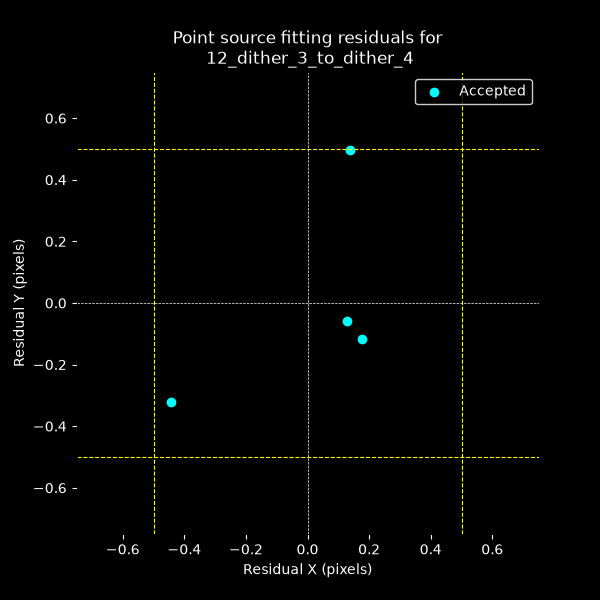 Point source fitting residuals for
12_dither_3_to_dither_4
Accepted
Residual Y (pixels)
0.6
0.4
0.2
0.0
−0.2
−0.4
−0.6
−0.6 −0.4 −0.2 0.0 0.2 0.4 0.6
Residual X (pixels)